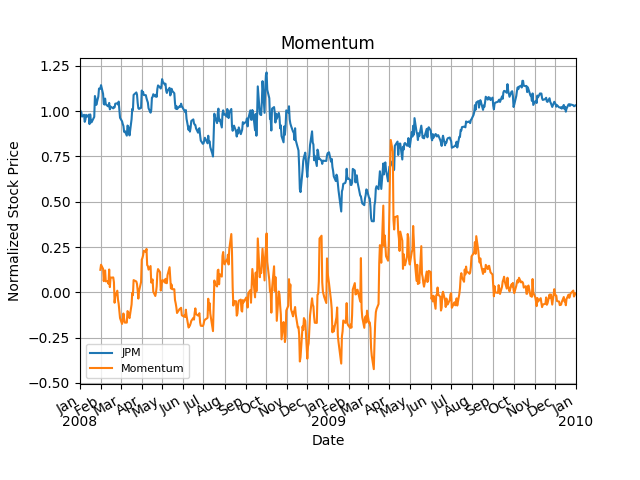 Momentum
Normalized Stock Price
1.25
1.00
0.75
0.50
0.25
0.00
−0.25
−0.50
JPM
Momentum
Jan Feb Mar Apr May Jun Jul Aug Sep Oct Nov Dec Jan Feb Mar Apr May Jun Jul Aug Sep Oct Nov Dec Jan
2008 2009 2010
Date